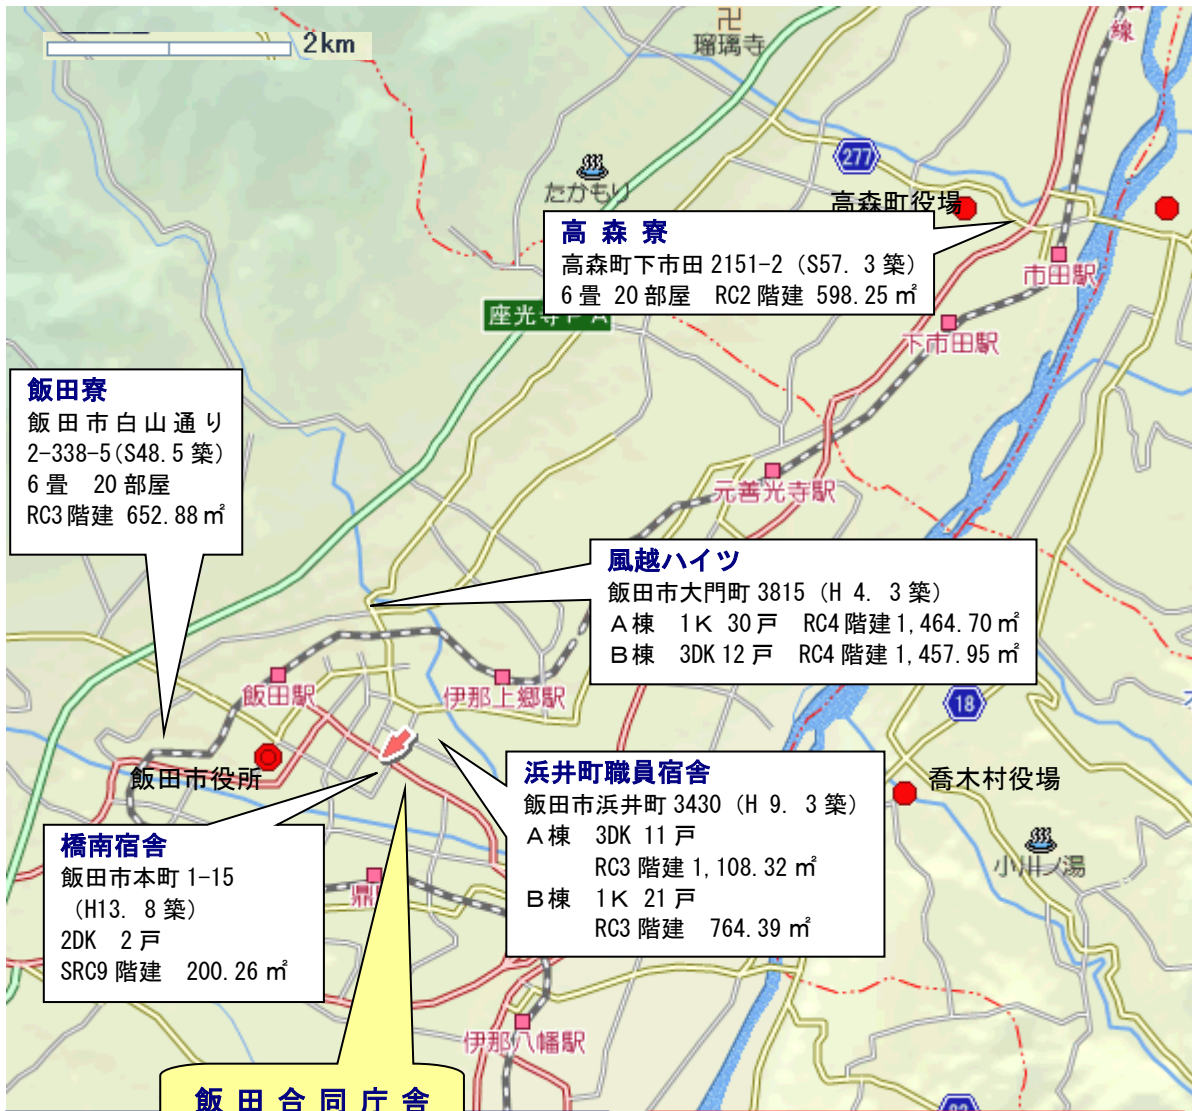 2km
線
瑠璃寺
277
たかもり
高森町役場
高 森 寮
高森町下市田 2151-2（S57. 3 築）
6 畳 20 部屋 RC2 階建 598.25 ㎡
市田駅
座光寺PA
下市田駅
飯田寮
飯田市白山通り
2-338-5(S48.5 築)
6 畳 20 部屋
RC3 階建 652.88 ㎡
元善光寺駅
風越ハイツ
飯田市大門町 3815（H 4. 3 築）
A棟 1K 30 戸 RC4 階建 1,464.70 ㎡
B棟 3DK 12 戸 RC4 階建 1,457.95 ㎡
飯田駅
伊那上郷駅
18
飯田市役所
浜井町職員宿舎
飯田市浜井町 3430（H 9. 3 築）
A棟 3DK 11 戸
RC3 階建 1,108.32 ㎡
B棟 1K 21 戸
RC3 階建 764.39 ㎡
喬木村役場
小川ノ湯
橋南宿舎
飯田市本町 1-15
（H13. 8 築）
2DK 2 戸
SRC9 階建 200.26 ㎡
鼎
伊那八幡駅
飯 田 合 同 庁 舎